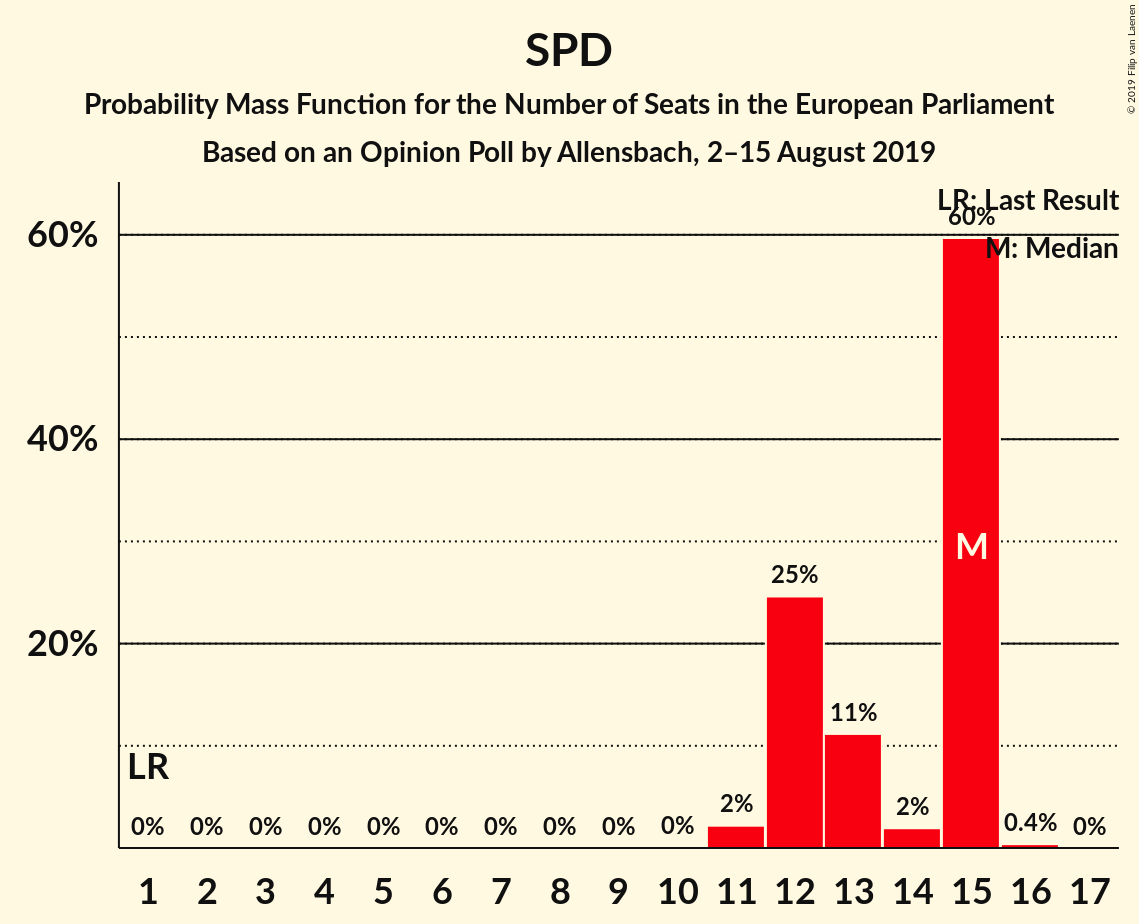 SPD
Probability Mass Function for the Number of Seats in the European Parliament
Based on an Opinion Poll by Allensbach, 2–15 August 2019
© 2019 Filip van Laenen
LR: Last Result
M: Median
60%
40%
20%
60%
M
25%
11%
LR
0% 0% 0% 0% 0% 0% 0% 0% 0% 0% 2% 2% 0.4% 0%
1 2 3 4 5 6 7 8 9 10 11 12 13 14 15 16 17